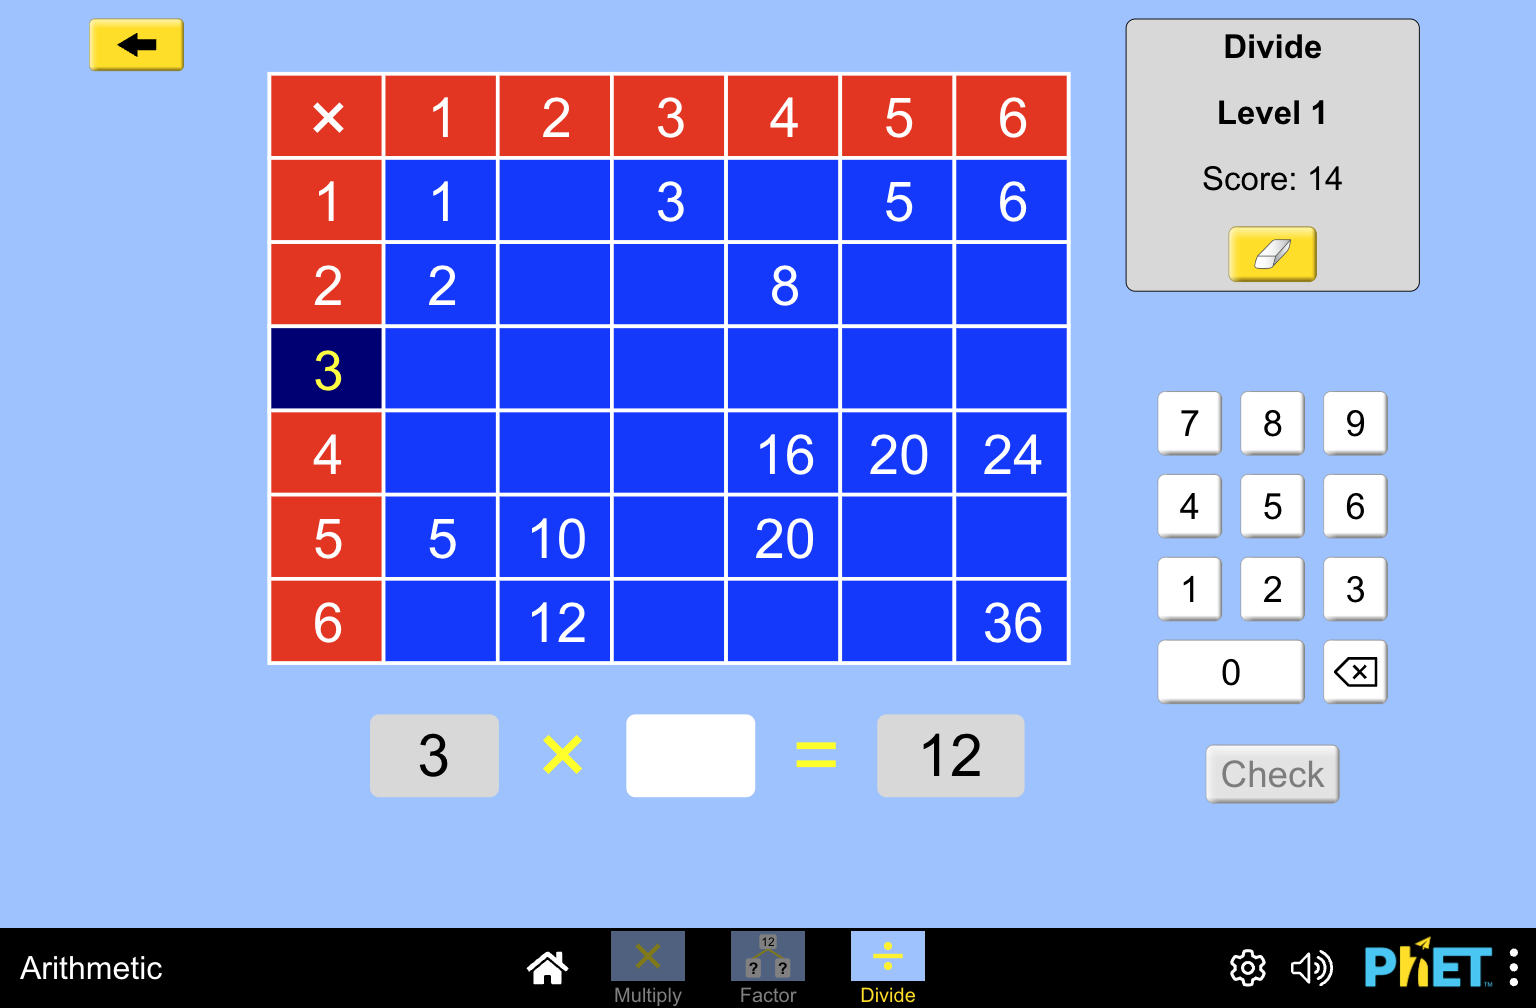 Divide
Level 1
Score: 14
× 1 2 3 4 5 6
1 1 3 5 6
2 2 8
3
4 16 20 24
5 5 10 20
6 12 36
7 8 9
4 5 6
1 2 3
0
3 × = 12
Check
Arithmetic
Multiply
12
? ?
Factor
÷
Divide
PhET™